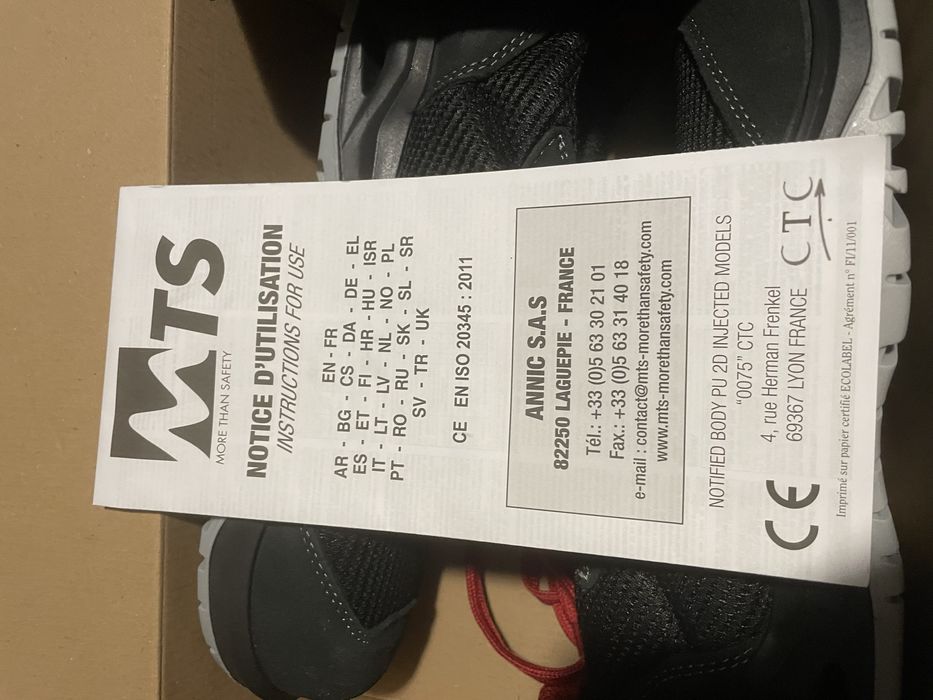 MTS
MORE THAN SAFETY
NOTICE D'UTILISATION
INSTRUCTIONS FOR USE
EN - FR
AR - BG - CS - DA - DE - EL
ES - ET - FI - HR - HU - ISR
IT - LT - LV - NL - NO - PL
PT - RO - RU - SK - SL - SR
SV - TR - UK
CE EN ISO 20345 : 2011
ANNIC S.A.S
82250 LAGUEPIE - FRANCE
Tél.: +33 (0)5 63 30 21 01
Fax.: +33 (0)5 63 31 40 18
e-mail : contact@mts-morethansafety.com
www.mts-morethansafety.com
NOTIFIED BODY PU 2D INJECTED MODELS
"0075" CTC
4, rue Herman Frenkel
69367 LYON FRANCE
CE
CTC
Imprimé sur papier certifié ECOLABEL - Agrément n° FI/11/001